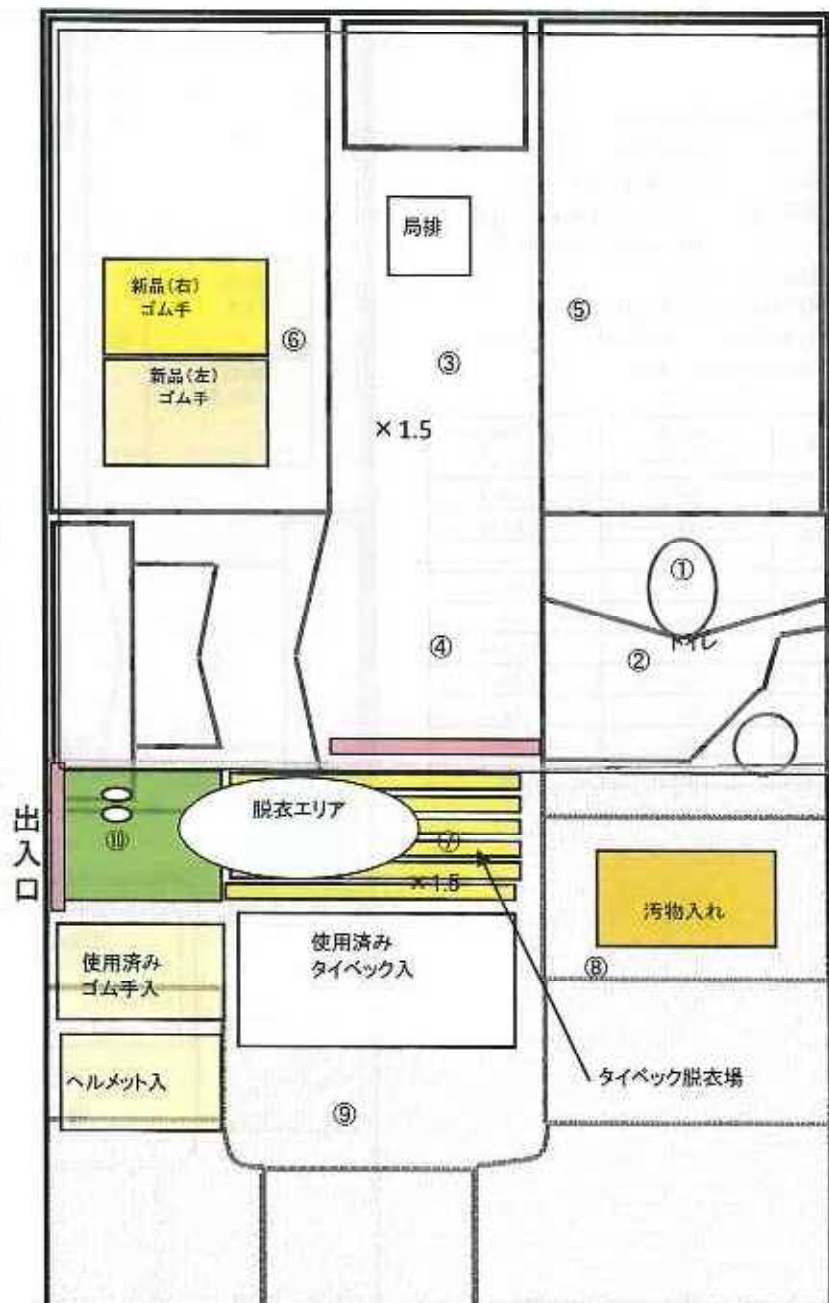 局排
新品(右)
ゴム手
⑥
⑤
③
新品(左)
ゴム手
×1.5
①
④
②
トイレ
出入口
脱衣エリア
⑩
⑦
×1.5
汚物入れ
使用済み
ゴム手入
使用済み
タイベック入
⑧
ヘルメット入
タイベック脱衣場
⑨